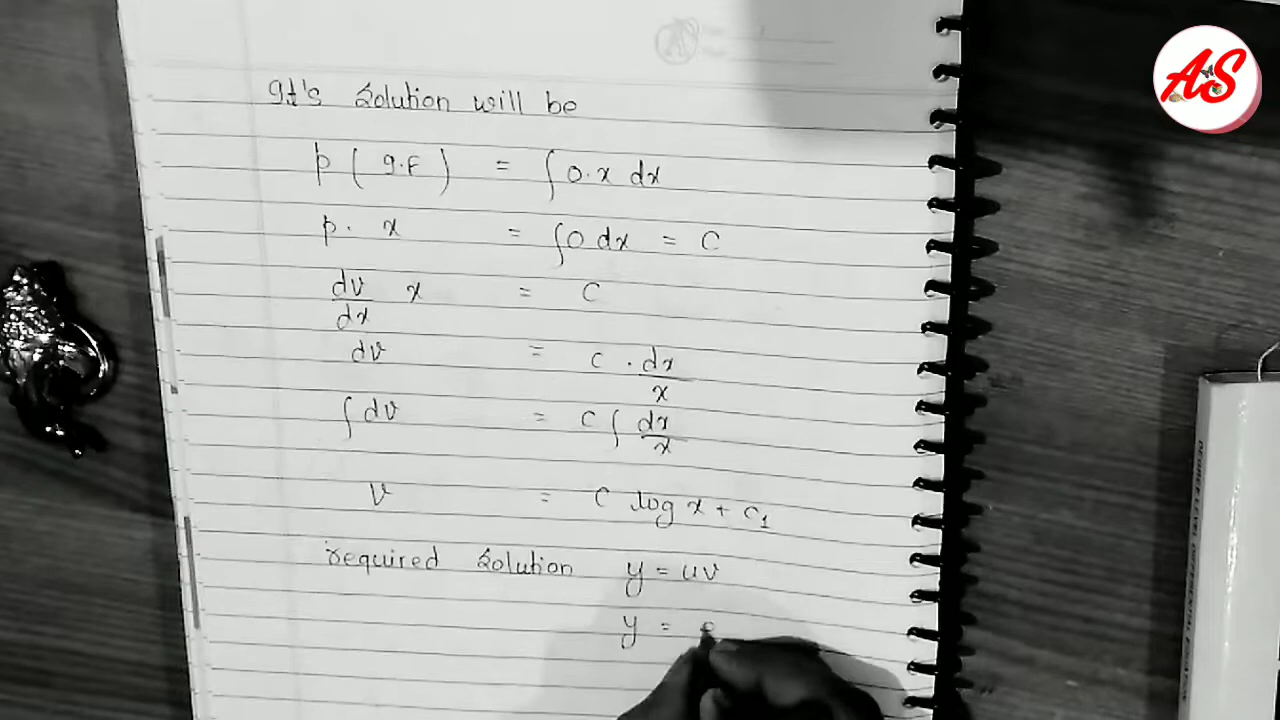 It's solution will be
p ( I.F ) = ∫ 0.x dx
p. x = ∫ 0 dx = C
dv/dx x = C
dv = C . dx/x
∫ dv = C ∫ dx/x
v = C log x + C₁
required solution y = uv
y = e
AS